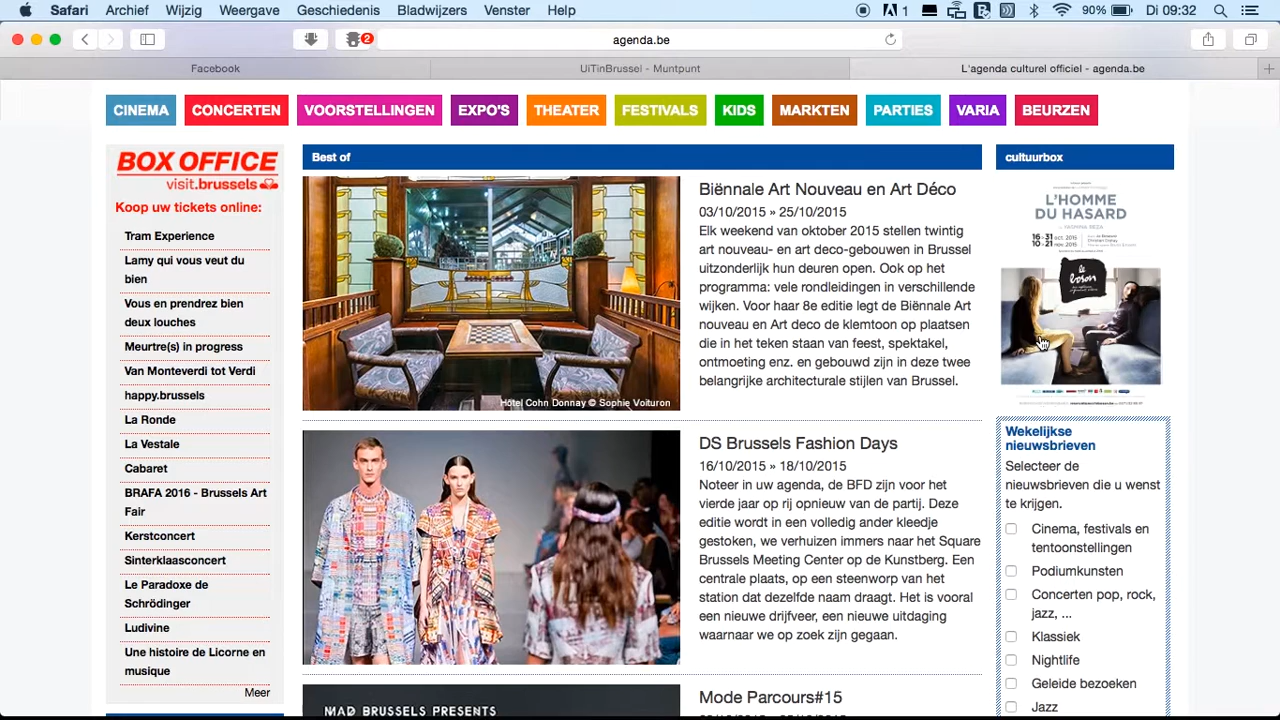 Safari Archief Wijzig Weergave Geschiedenis Bladwijzers Venster Help 1 90% Di 09:32
2 agenda.be
Facebook UiTinBrussel - Muntpunt L'agenda culturel officiel - agenda.be
CINEMA CONCERTEN VOORSTELLINGEN EXPO'S THEATER FESTIVALS KIDS MARKTEN PARTIES VARIA BEURZEN
BOX OFFICE
visit.brussels
Koop uw tickets online:
Tram Experience
Lamy qui vous veut du
bien
Vous en prendrez bien
deux louches
Meurtre(s) in progress
Van Monteverdi tot Verdi
happy.brussels
La Ronde
La Vestale
Cabaret
BRAFA 2016 - Brussels Art
Fair
Kerstconcert
Sinterklaasconcert
Le Paradoxe de
Schrödinger
Ludivine
Une histoire de Licorne en
musique
Meer
Best of
Hôtel Cohn Donnay © Sophie Voituron
Biënnale Art Nouveau en Art Déco
03/10/2015 » 25/10/2015
Elk weekend van oktober 2015 stellen twintig
art nouveau- en art deco-gebouwen in Brussel
uitzonderlijk hun deuren open. Ook op het
programma: vele rondleidingen in verschillende
wijken. Voor haar 8e editie legt de Biënnale Art
nouveau en Art deco de klemtoon op plaatsen
die in het teken staan van feest, spektakel,
ontmoeting enz. en gebouwd zijn in deze twee
belangrijke architecturale stijlen van Brussel.
DS Brussels Fashion Days
16/10/2015 » 18/10/2015
Noteer in uw agenda, de BFD zijn voor het
vierde jaar op rij opnieuw van de partij. Deze
editie wordt in een volledig ander kleedje
gestoken, we verhuizen immers naar het Square
Brussels Meeting Center op de Kunstberg. Een
centrale plaats, op een steenworp van het
station dat dezelfde naam draagt. Het is vooral
een nieuwe drijfveer, een nieuwe uitdaging
waarnaar we op zoek zijn gegaan.
MAD BRUSSELS PRESENTS
Mode Parcours#15
cultuurbox
L'HOMME
DU HASARD
16-31 oct. 2015
10-21 nov. 2015
le boson
Wekelijkse
nieuwsbrieven
Selecteer de
nieuwsbrieven die u wenst
te krijgen.
Cinema, festivals en
tentoonstellingen
Podiumkunsten
Concerten pop, rock,
jazz, ...
Klassiek
Nightlife
Geleide bezoeken
Jazz